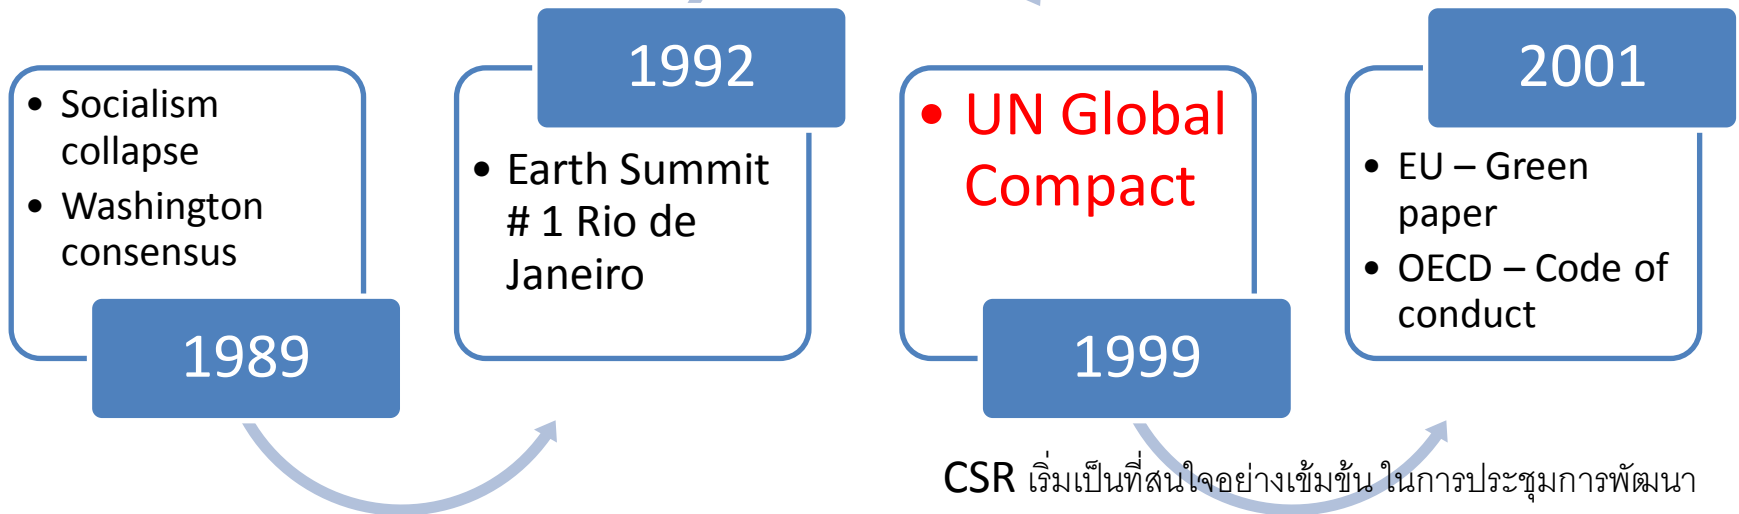 • Socialism
collapse
• Washington
consensus
1989
1992
• Earth Summit
# 1 Rio de
Janeiro
• UN Global
Compact
1999
2001
• EU – Green
paper
• OECD – Code of
conduct
CSR เริ่มเป็นที่สนใจอย่างเข้มข้น ในการประชุมการพัฒนา